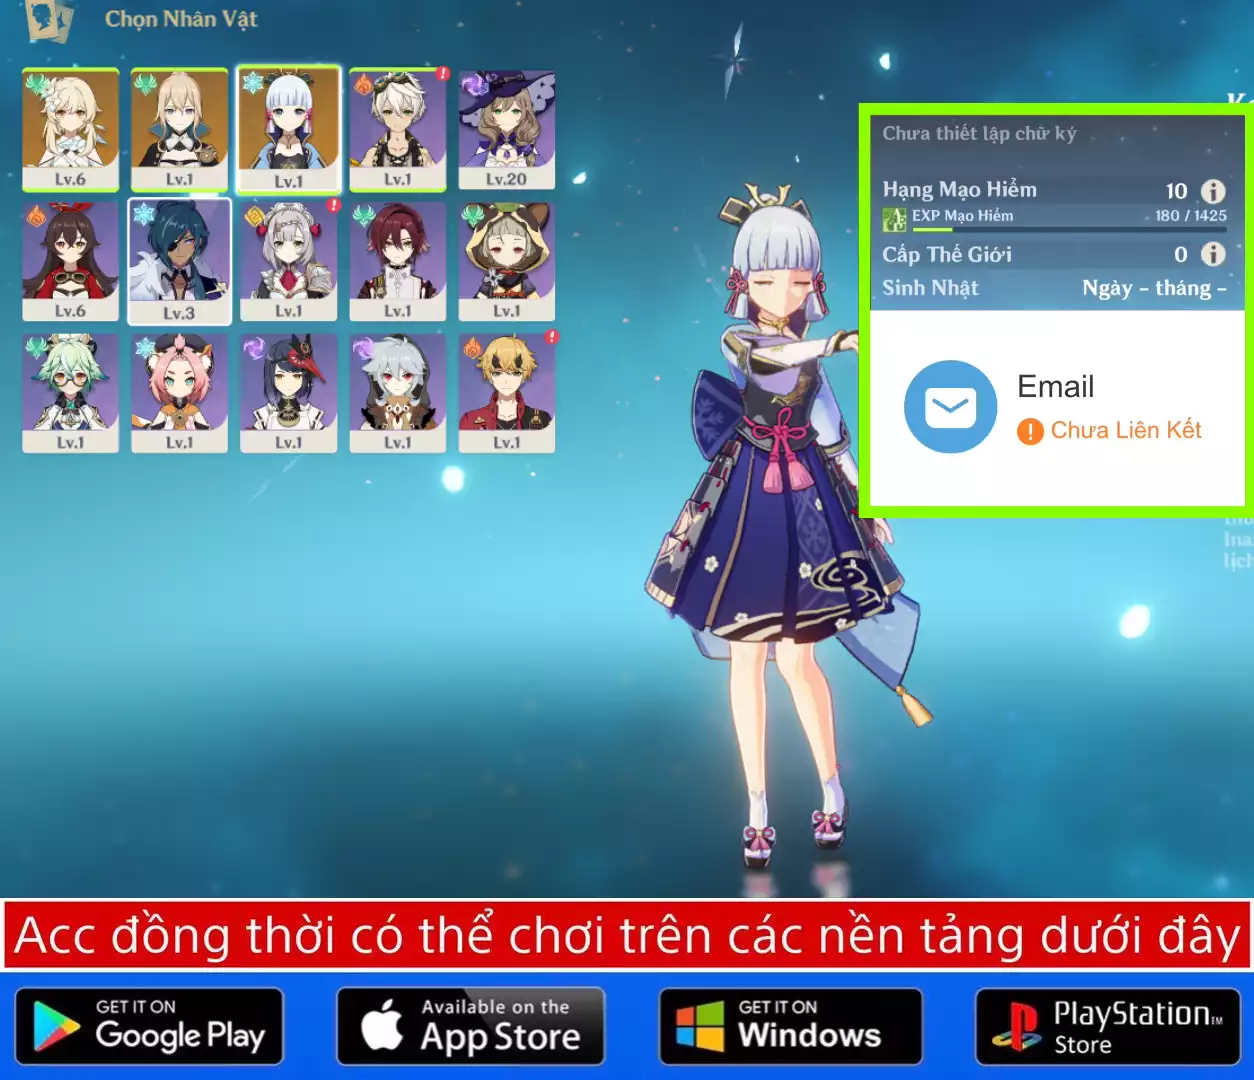 Chọn Nhân Vật
Lv.6
Lv.1
Lv.1
Lv.1
Lv.20
Lv.6
Lv.3
Lv.1
Lv.1
Lv.1
Lv.1
Lv.1
Lv.1
Lv.1
Lv.1
Chưa thiết lập chữ ký
Hạng Mạo Hiểm 10
EXP Mạo Hiểm 180 / 1425
Cấp Thế Giới 0
Sinh Nhật Ngày - tháng -
Email
Chưa Liên Kết
Acc đồng thời có thể chơi trên các nền tảng dưới đây
GET IT ON
Google Play
Available on the
App Store
GET IT ON
Windows
PlayStation™
Store